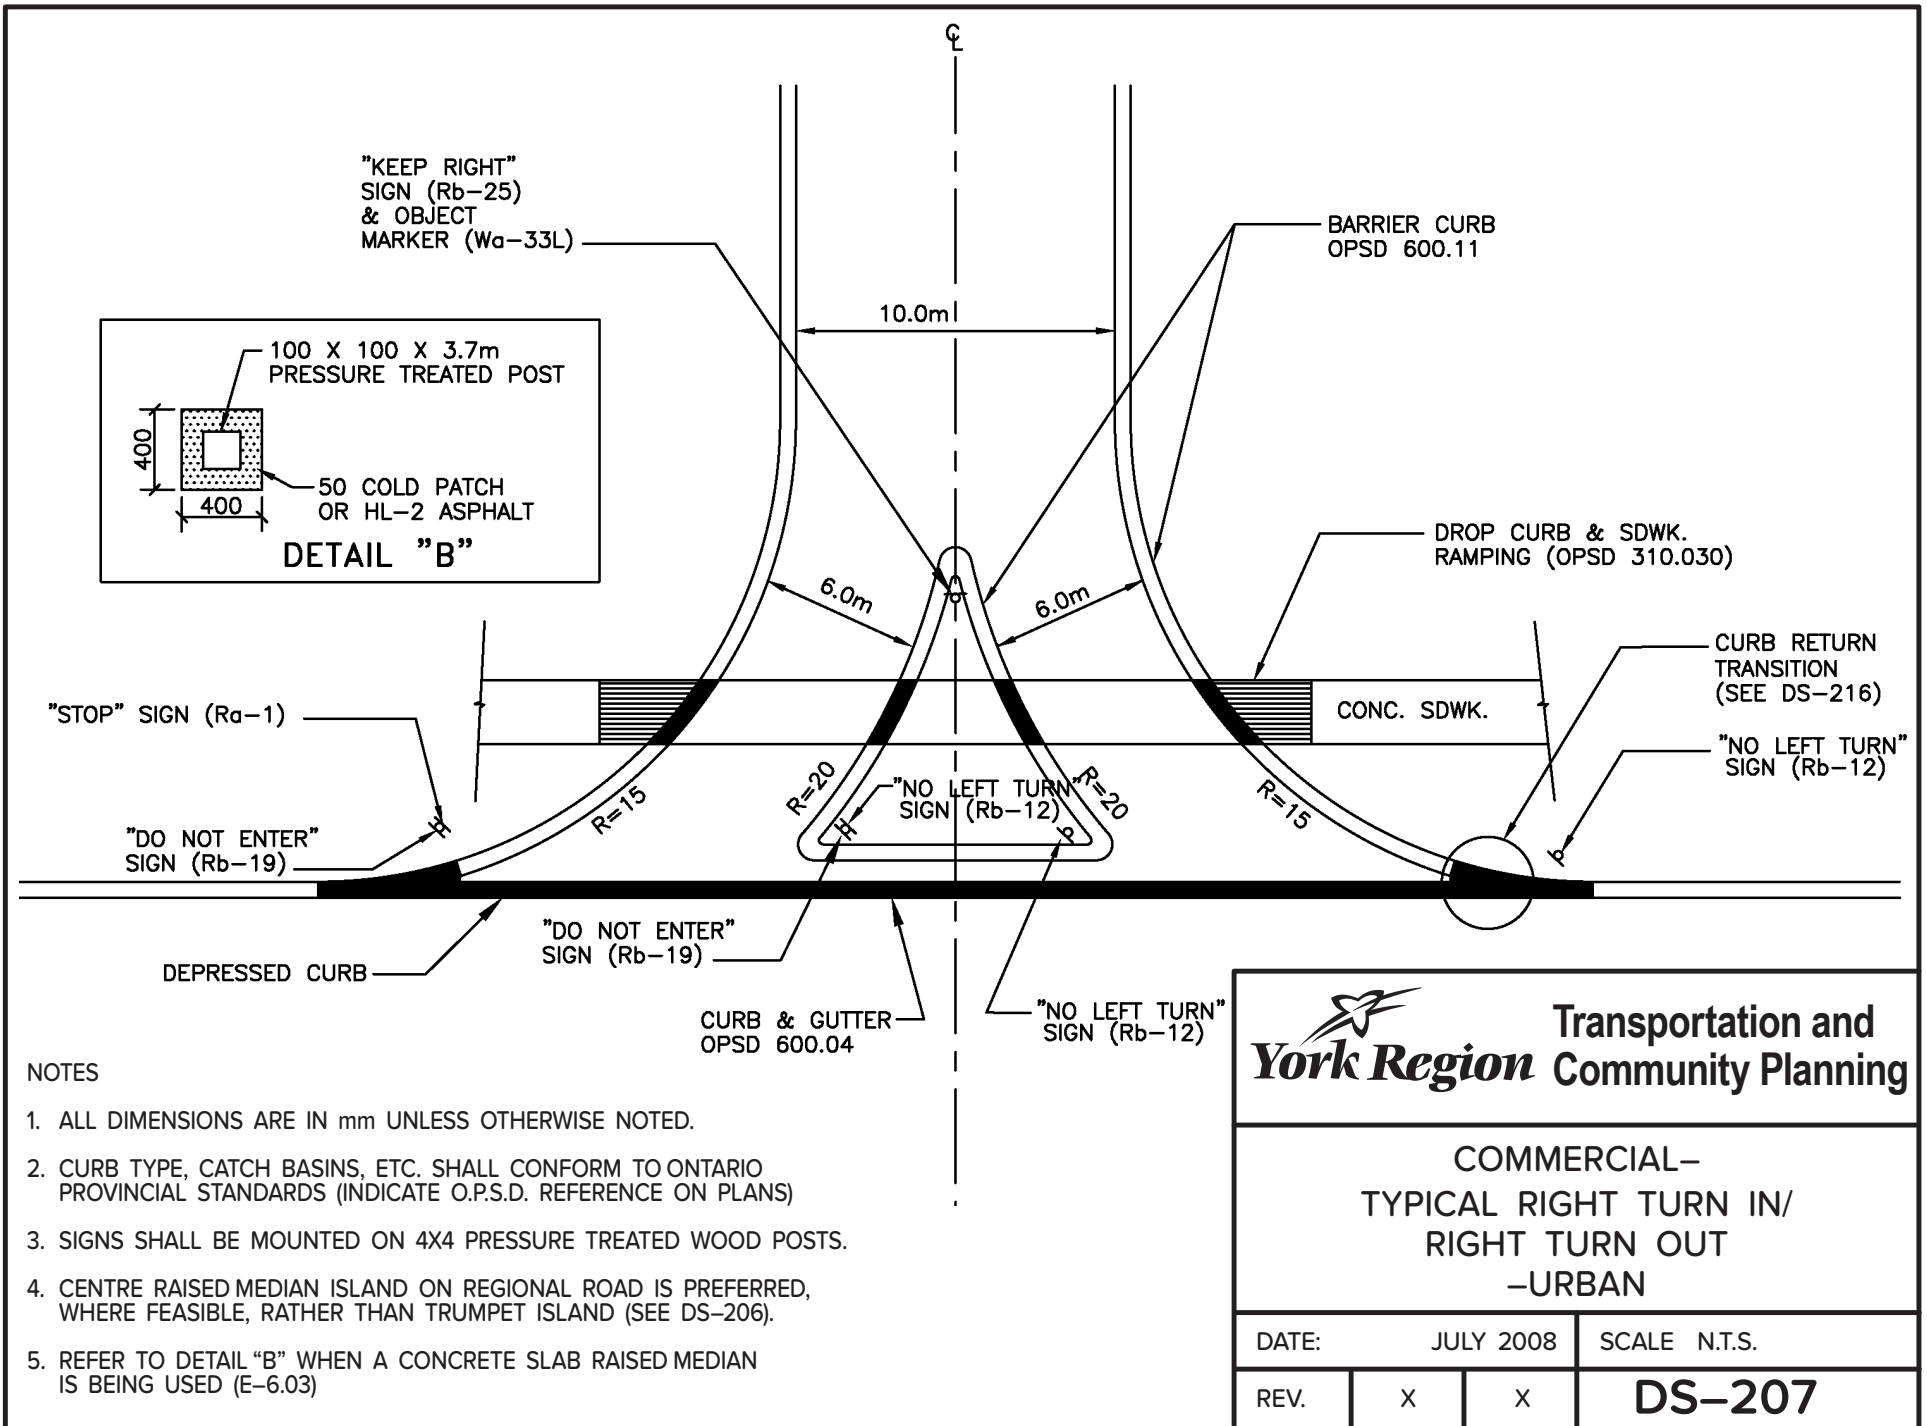 ℄
"KEEP RIGHT"
SIGN (Rb-25)
& OBJECT
MARKER (Wa-33L)
BARRIER CURB
OPSD 600.11
10.0m
100 X 100 X 3.7m
PRESSURE TREATED POST
400
400
50 COLD PATCH
OR HL-2 ASPHALT
DETAIL "B"
DROP CURB & SDWK.
RAMPING (OPSD 310.030)
6.0m
6.0m
CURB RETURN
TRANSITION
(SEE DS-216)
"STOP" SIGN (Ra-1)
CONC. SDWK.
"NO LEFT TURN"
SIGN (Rb-12)
R=20
"NO LEFT TURN"
SIGN (Rb-12)
R=20
R=15
R=15
"DO NOT ENTER"
SIGN (Rb-19)
"DO NOT ENTER"
SIGN (Rb-19)
DEPRESSED CURB
CURB & GUTTER
OPSD 600.04
"NO LEFT TURN"
SIGN (Rb-12)
NOTES
1. ALL DIMENSIONS ARE IN mm UNLESS OTHERWISE NOTED.
2. CURB TYPE, CATCH BASINS, ETC. SHALL CONFORM TO ONTARIO
PROVINCIAL STANDARDS (INDICATE O.P.S.D. REFERENCE ON PLANS)
3. SIGNS SHALL BE MOUNTED ON 4X4 PRESSURE TREATED WOOD POSTS.
4. CENTRE RAISED MEDIAN ISLAND ON REGIONAL ROAD IS PREFERRED,
WHERE FEASIBLE, RATHER THAN TRUMPET ISLAND (SEE DS-206).
5. REFER TO DETAIL "B" WHEN A CONCRETE SLAB RAISED MEDIAN
IS BEING USED (E-6.03)
York Region
Transportation and
Community Planning
COMMERCIAL-
TYPICAL RIGHT TURN IN/
RIGHT TURN OUT
-URBAN
DATE: JULY 2008
SCALE N.T.S.
REV. X X
DS-207